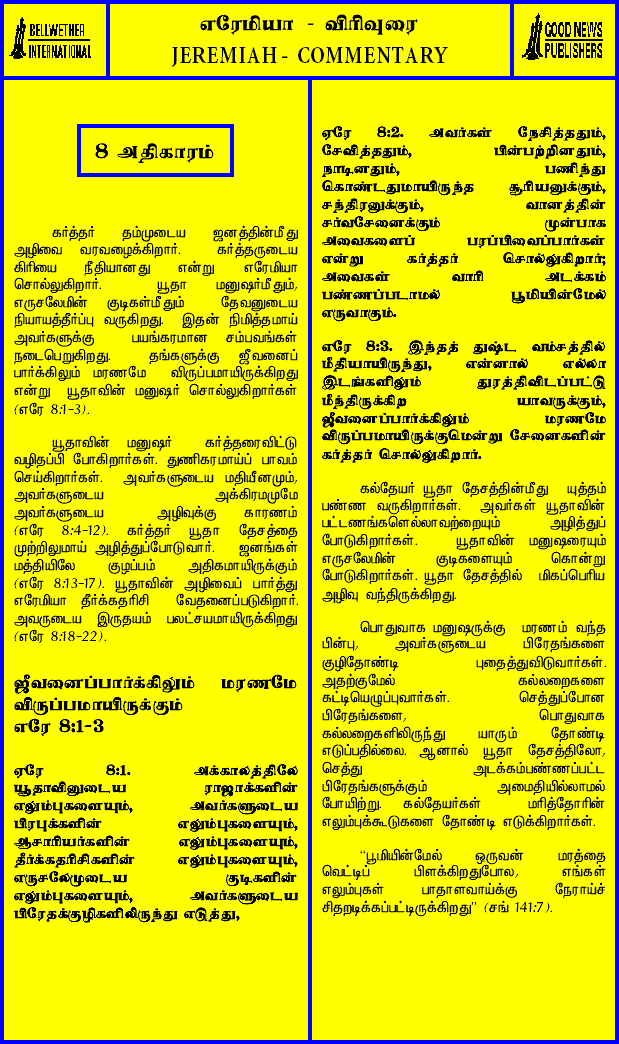 BELLWETHER
INTERNATIONAL
எரேமியா - விரிவுரை
JEREMIAH - COMMENTARY
GOOD NEWS
PUBLISHERS
8 அதிகாரம்
கர்த்தர் தம்முடைய ஜனத்தின்மீது
அழிவை வரவழைக்கிறார். கர்த்தருடைய
கிரியை நீதியானது என்று எரேமியா
சொல்லுகிறார். யூதா மனுஷர்மீதும்,
எருசலேமின் குடிகள்மீதும் தேவனுடைய
நியாயத்தீர்ப்பு வருகிறது. இதன் நிமித்தமாய்
அவர்களுக்கு பயங்கரமான சம்பவங்கள்
நடைபெறுகிறது. தங்களுக்கு ஜீவனைப்
பார்க்கிலும் மரணமே விருப்பமாயிருக்கிறது
என்று யூதாவின் மனுஷர் சொல்லுகிறார்கள்
(எரே 8:1-3).
யூதாவின் மனுஷர் கர்த்தரைவிட்டு
வழிதப்பி போகிறார்கள். துணிகரமாய்ப் பாவம்
செய்கிறார்கள். அவர்களுடைய மதியீனமும்,
அவர்களுடைய அக்கிரமமுமே
அவர்களுடைய அழிவுக்கு காரணம்
(எரே 8:4-12). கர்த்தர் யூதா தேசத்தை
முற்றிலுமாய் அழித்துப்போடுவார். ஜனங்கள்
மத்தியிலே குழப்பம் அதிகமாயிருக்கும்
(எரே 8:13-17). யூதாவின் அழிவைப் பார்த்து
எரேமியா தீர்க்கதரிசி வேதனைப்படுகிறார்.
அவருடைய இருதயம் பலட்சயமாயிருக்கிறது
(எரே 8:18-22).
ஜீவனைப்பார்க்கிலும் மரணமே
விருப்பமாயிருக்கும்
எரே 8:1-3
ஏரே 8:1. அக்காலத்திலே
யூதாவினுடைய ராஜாக்களின்
எலும்புகளையும், அவர்களுடைய
பிரபுக்களின் எலும்புகளையும்,
ஆசாரியர்களின் எலும்புகளையும்,
தீர்க்கதரிசிகளின் எலும்புகளையும்,
எருசலேமுடைய குடிகளின்
எலும்புகளையும், அவர்களுடைய
பிரேதக்குழிகளிலிருந்து எடுத்து,
ஏரே 8:2. அவர்கள் நேசித்ததும்,
சேவித்ததும், பின்பற்றினதும்,
நாடினதும், பணிந்து
கொண்டதுமாயிருந்த சூரியனுக்கும்,
சந்திரனுக்கும், வானத்தின்
சர்வசேனைக்கும் முன்பாக
அவைகளைப் பரப்பிவைப்பார்கள்
என்று கர்த்தர் சொல்லுகிறார்;
அவைகள் வாரி அடக்கம்
பண்ணப்படாமல் பூமியின்மேல்
எருவாகும்.
ஏரே 8:3. இந்தத் துஷ்ட வம்சத்தில்
மீதியாயிருந்து, என்னால் எல்லா
இடங்களிலும் துரத்திவிடப்பட்டு
மீந்திருக்கிற யாவருக்கும்,
ஜீவனைப்பார்க்கிலும் மரணமே
விருப்பமாயிருக்குமென்று சேனைகளின்
கர்த்தர் சொல்லுகிறார்.
கல்தேயர் யூதா தேசத்தின்மீது யுத்தம்
பண்ண வருகிறார்கள். அவர்கள் யூதாவின்
பட்டணங்களெல்லாவற்றையும் அழித்துப்
போடுகிறார்கள். யூதாவின் மனுஷரையும்
எருசலேமின் குடிகளையும் கொன்று
போடுகிறார்கள். யூதா தேசத்தில் மிகப்பெரிய
அழிவு வந்திருக்கிறது.
பொதுவாக மனுஷருக்கு மரணம் வந்த
பின்பு, அவர்களுடைய பிரேதங்களை
குழிதோண்டி புதைத்துவிடுவார்கள்.
அதற்குமேல் கல்லறைகளை
கட்டியெழுப்புவார்கள். செத்துப்போன
பிரேதங்களை, பொதுவாக
கல்லறைகளிலிருந்து யாரும் தோண்டி
எடுப்பதில்லை. ஆனால் யூதா தேசத்திலோ,
செத்து அடக்கம்பண்ணப்பட்ட
பிரேதங்களுக்கும் அமைதியில்லாமல்
போயிற்று. கல்தேயர்கள் மரித்தோரின்
எலும்புக்கூடுகளை தோண்டி எடுக்கிறார்கள்.
"பூமியின்மேல் ஒருவன் மரத்தை
வெட்டிப் பிளக்கிறதுபோல, எங்கள்
எலும்புகள் பாதாளவாய்க்கு நேராய்ச்
சிதறடிக்கப்பட்டிருக்கிறது" (சங் 141:7).